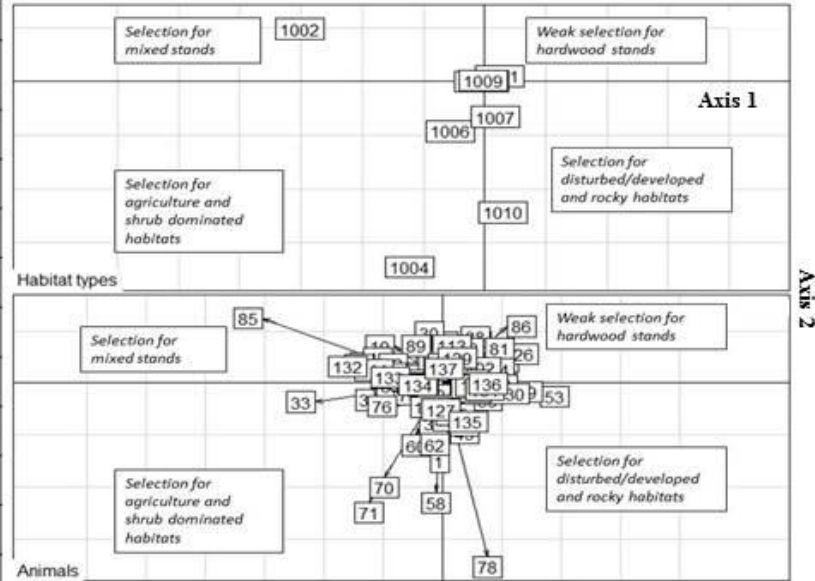 Selection for
mixed stands
1002
Weak selection for
hardwood stands
1009
1
Axis 1
1007
1006
Selection for
agriculture and
shrub dominated
habitats
Selection for
disturbed/developed
and rocky habitats
1010
1004
Habitat types
Axis 2
85
86
Selection for
mixed stands
Weak selection for
hardwood stands
89
81
26
132
137
133
134
136
30
53
33
76
127
135
62
1
70
58
71
Selection for
agriculture and
shrub dominated
habitats
Selection for
disturbed/developed
and rocky habitats
78
Animals